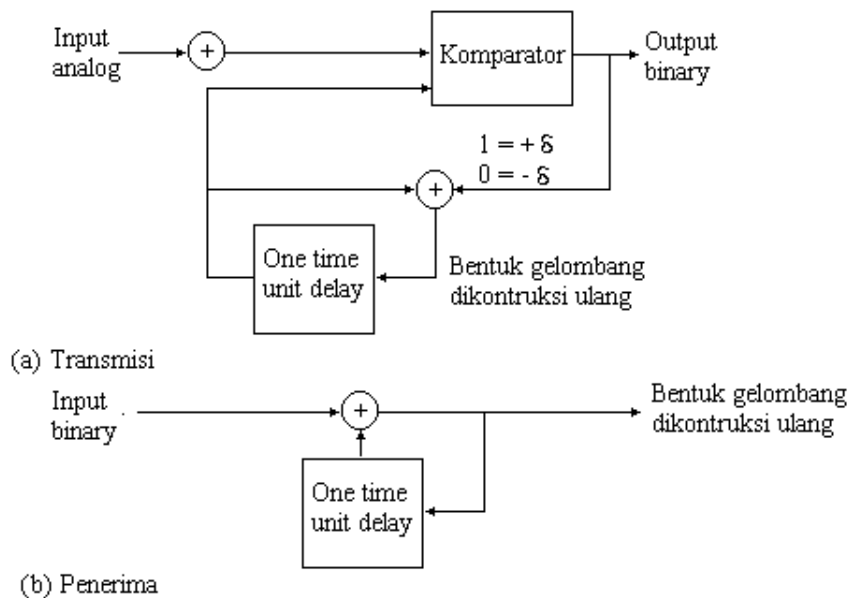 Input
analog
+
Komparator
Output
binary
1 = + δ
0 = - δ
+
One time
unit delay
Bentuk gelombang
dikontruksi ulang
(a) Transmisi
Input
binary
+
Bentuk gelombang
dikontruksi ulang
One time
unit delay
(b) Penerima